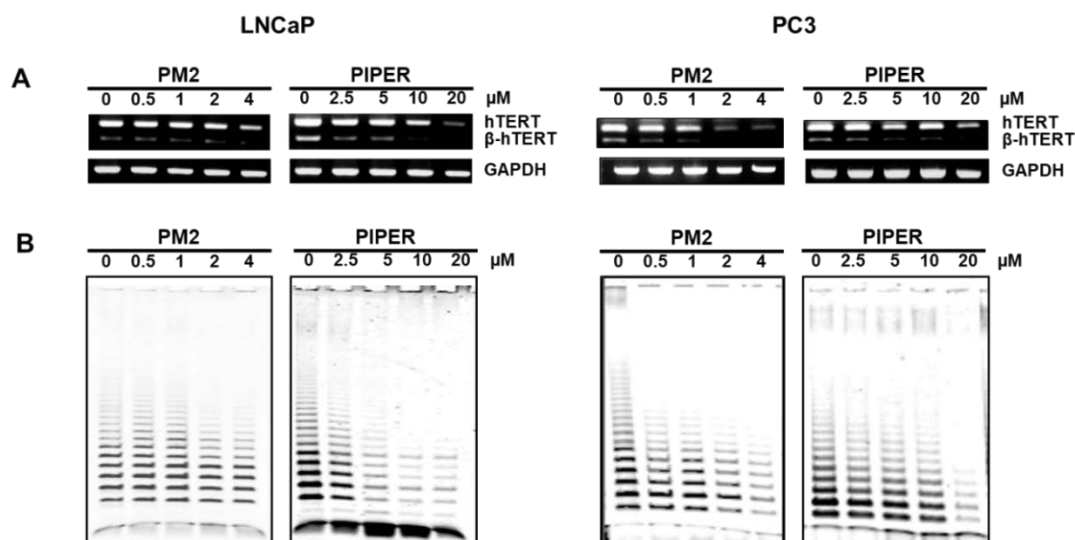 LNCaP PC3
A PM2 PIPER PM2 PIPER
0 0.5 1 2 4 0 2.5 5 10 20 μM 0 0.5 1 2 4 0 2.5 5 10 20 μM
hTERT hTERT
β-hTERT β-hTERT
GAPDH GAPDH
B PM2 PIPER PM2 PIPER
0 0.5 1 2 4 0 2.5 5 10 20 μM 0 0.5 1 2 4 0 2.5 5 10 20 μM